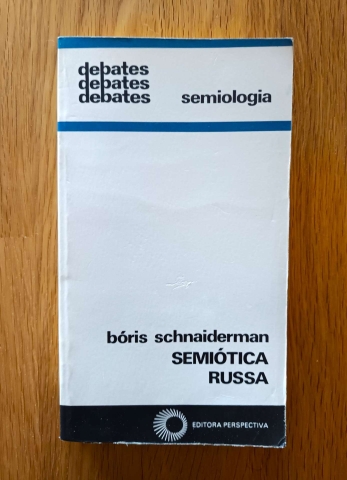 debates
debates
debates semiologia
bóris schnaiderman
SEMIÓTICA
RUSSA
EDITORA PERSPECTIVA